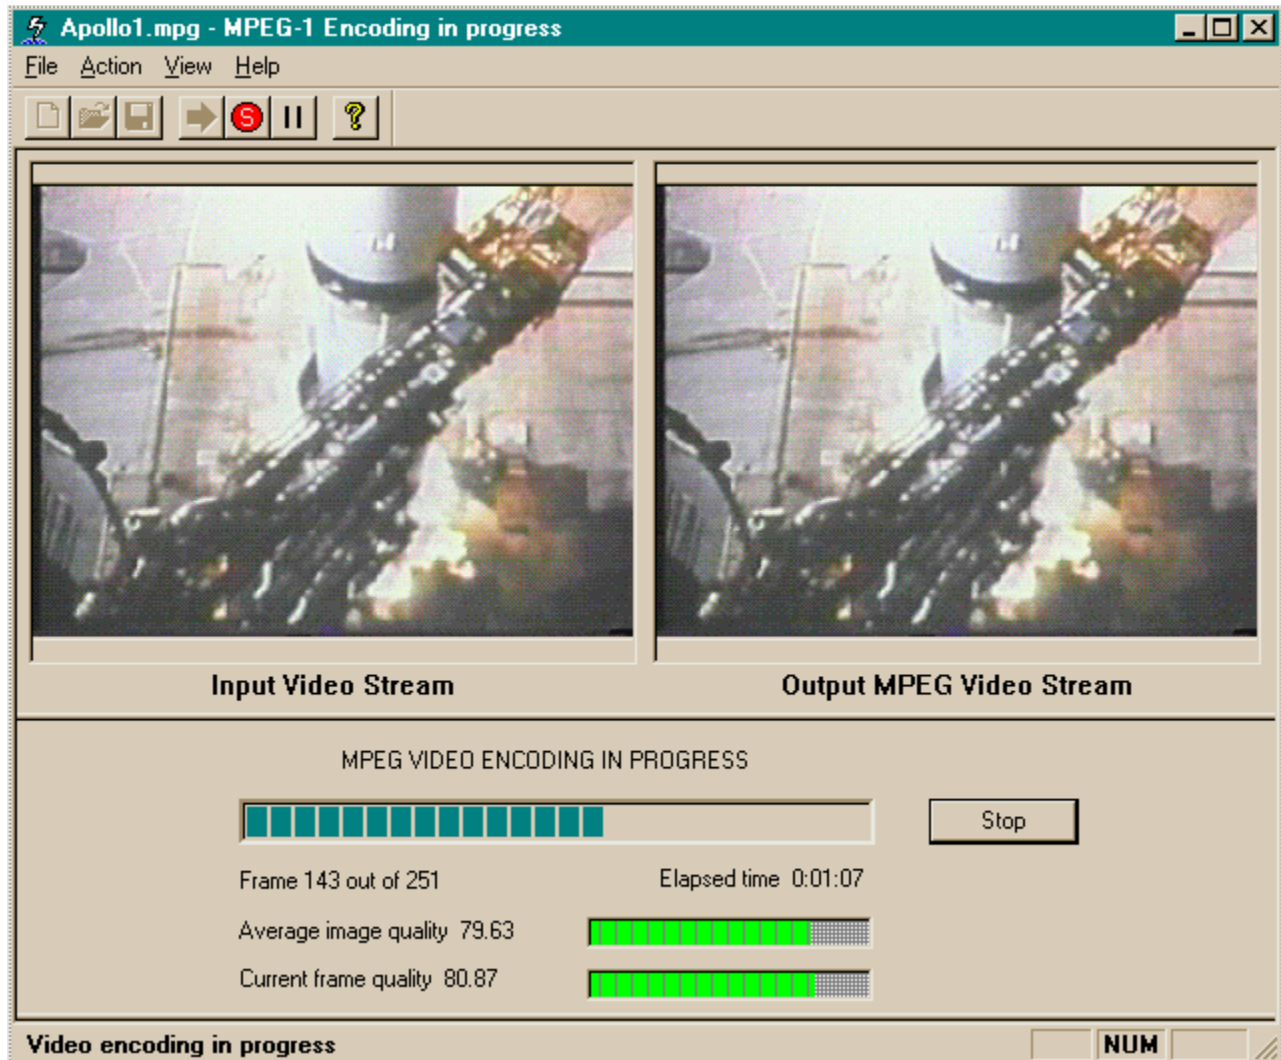 Apollo1.mpg - MPEG-1 Encoding in progress
File Action View Help
S
Input Video Stream
Output MPEG Video Stream
MPEG VIDEO ENCODING IN PROGRESS
Stop
Frame 143 out of 251
Elapsed time 0:01:07
Average image quality 79.63
Current frame quality 80.87
Video encoding in progress
NUM